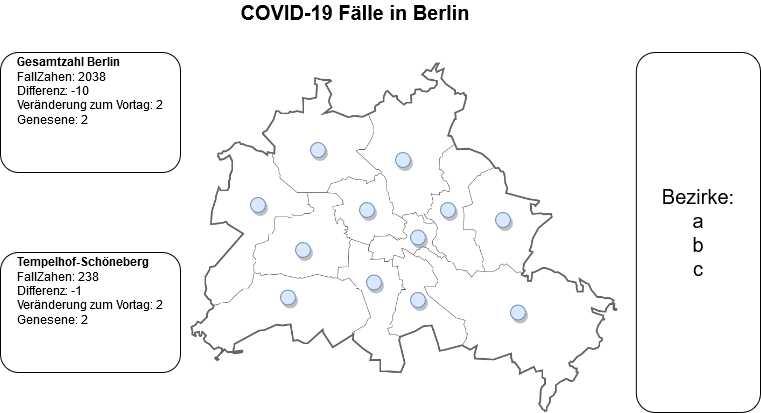 COVID-19 Fälle in Berlin
Gesamtzahl Berlin
FallZahen: 2038
Differenz: -10
Veränderung zum Vortag: 2
Genesene: 2
Tempelhof-Schöneberg
FallZahen: 238
Differenz: -1
Veränderung zum Vortag: 2
Genesene: 2
Bezirke:
a
b
c